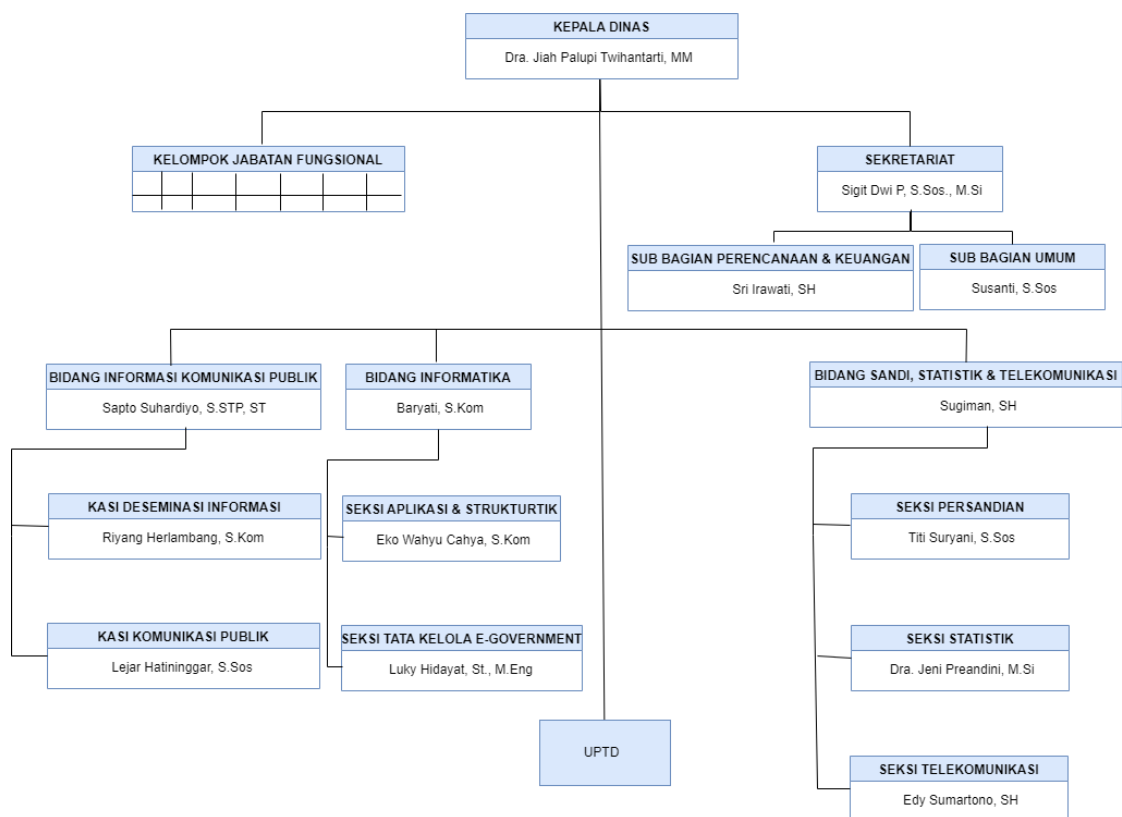 KEPALA DINAS
Dra. Jiah Palupi Twihantarti, MM
KELOMPOK JABATAN FUNGSIONAL
SEKRETARIAT
Sigit Dwi P, S.Sos., M.Si
SUB BAGIAN PERENCANAAN & KEUANGAN
Sri Irawati, SH
SUB BAGIAN UMUM
Susanti, S.Sos
BIDANG INFORMASI KOMUNIKASI PUBLIK
Sapto Suhardiyo, S.STP, ST
BIDANG INFORMATIKA
Baryati, S.Kom
BIDANG SANDI, STATISTIK & TELEKOMUNIKASI
Sugiman, SH
KASI DESEMINASI INFORMASI
Riyang Herlambang, S.Kom
SEKSI APLIKASI & STRUKTURTIK
Eko Wahyu Cahya, S.Kom
SEKSI PERSANDIAN
Titi Suryani, S.Sos
KASI KOMUNIKASI PUBLIK
Lejar Hatininggar, S.Sos
SEKSI TATA KELOLA E-GOVERNMENT
Luky Hidayat, St., M.Eng
SEKSI STATISTIK
Dra. Jeni Preandini, M.Si
UPTD
SEKSI TELEKOMUNIKASI
Edy Sumartono, SH